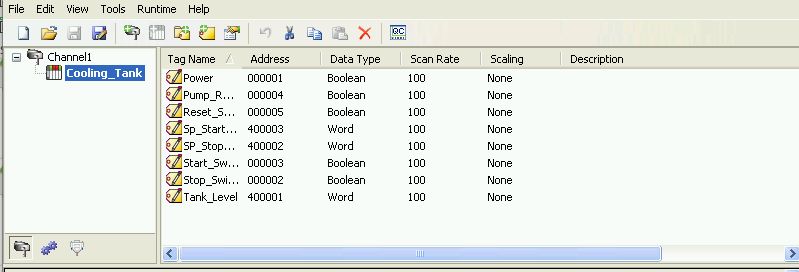 File Edit View Tools Runtime Help
QC
Channel1
Cooling_Tank
Tag Name Address Data Type Scan Rate Scaling Description
Power 000001 Boolean 100 None
Pump_R... 000004 Boolean 100 None
Reset_S... 000005 Boolean 100 None
Sp_Start... 400003 Word 100 None
SP_Stop... 400002 Word 100 None
Start_Sw... 000003 Boolean 100 None
Stop_Swi... 000002 Boolean 100 None
Tank_Level 400001 Word 100 None